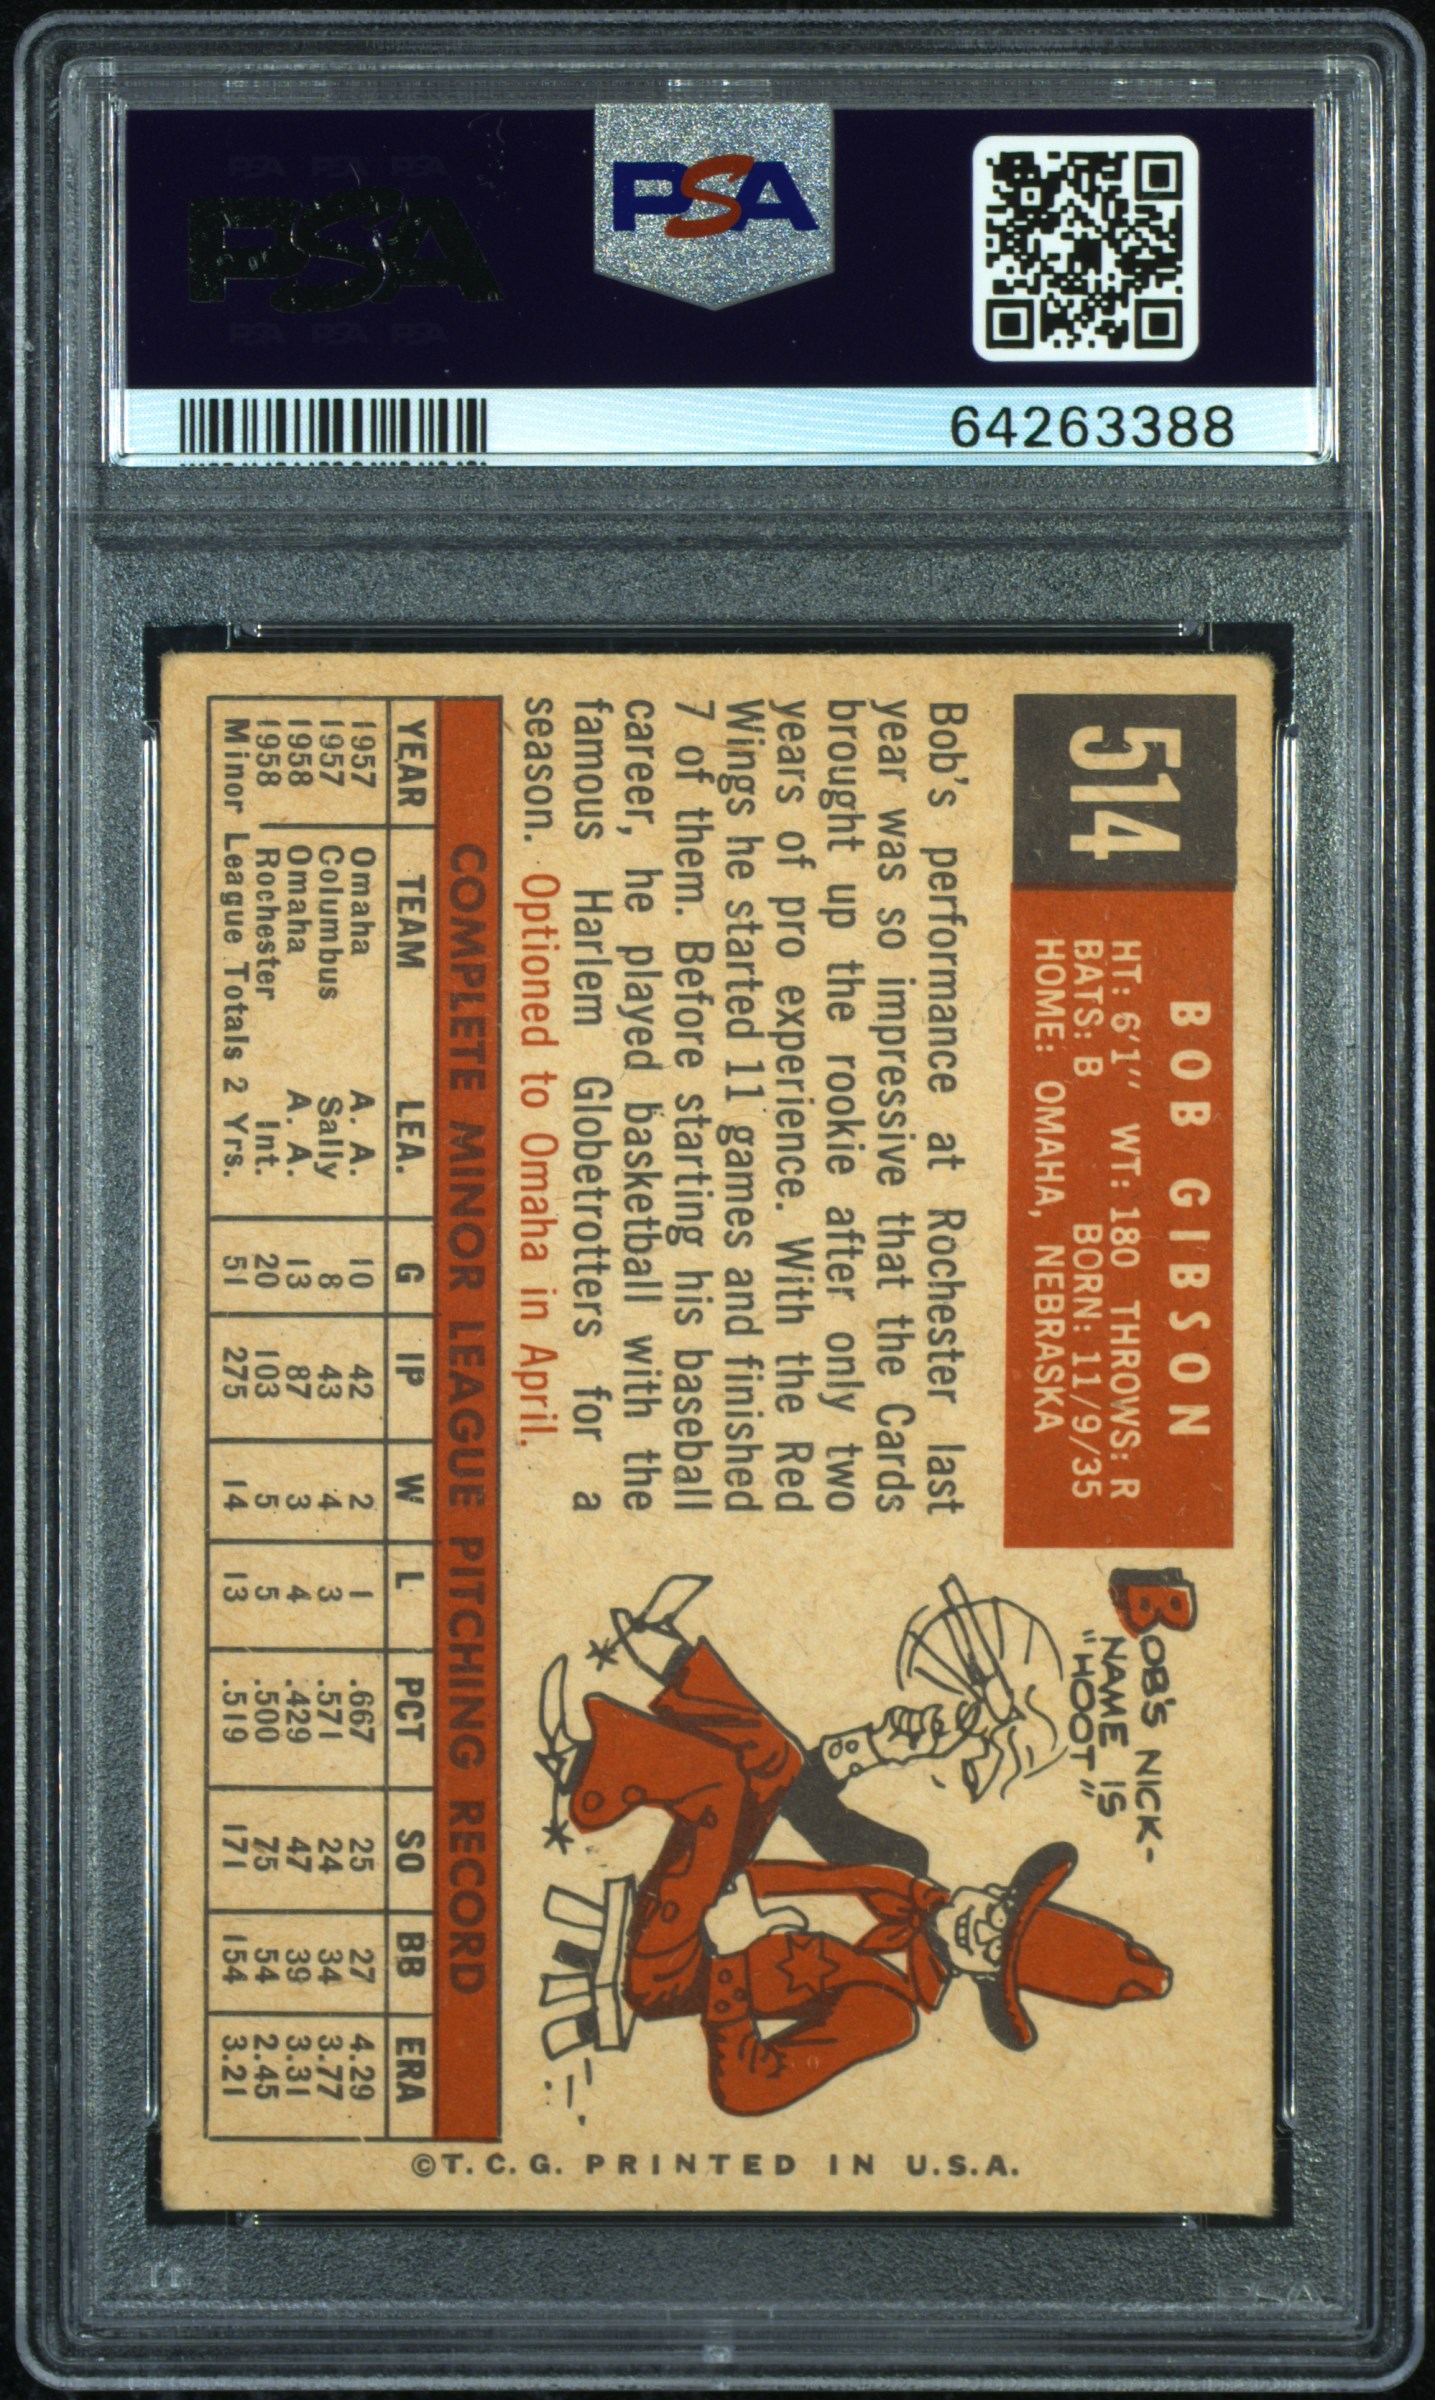 PSA PSA PSA
PSA
PSA PSA PSA
PSA
64263388
514
BOB GIBSON
HT: 6'1" WT: 180 THROWS: R
BATS: B BORN: 11/9/35
HOME: OMAHA, NEBRASKA
Bob's performance at Rochester last
year was so impressive that the Cards
brought up the rookie after only two
years of pro experience. With the Red
Wings he started 11 games and finished
7 of them. Before starting his baseball
career, he played basketball with the
famous Harlem Globetrotters for a
season. Optioned to Omaha in April.
BOB'S NICK-
NAME IS
"HOOT"
COMPLETE MINOR LEAGUE PITCHING RECORD
YEAR TEAM LEA. G IP W L PCT SO BB ERA
1957 Omaha A. A. 10 42 2 1 .667 25 27 4.29
1957 Columbus Sally 8 43 4 3 .571 24 34 3.77
1958 Omaha A. A. 13 87 3 4 .429 47 39 3.31
1958 Rochester Int. 20 103 5 5 .500 75 54 2.45
Minor League Totals 2 Yrs. 51 275 14 13 .519 171 154 3.21
©T.C.G. PRINTED IN U.S.A.
PSA